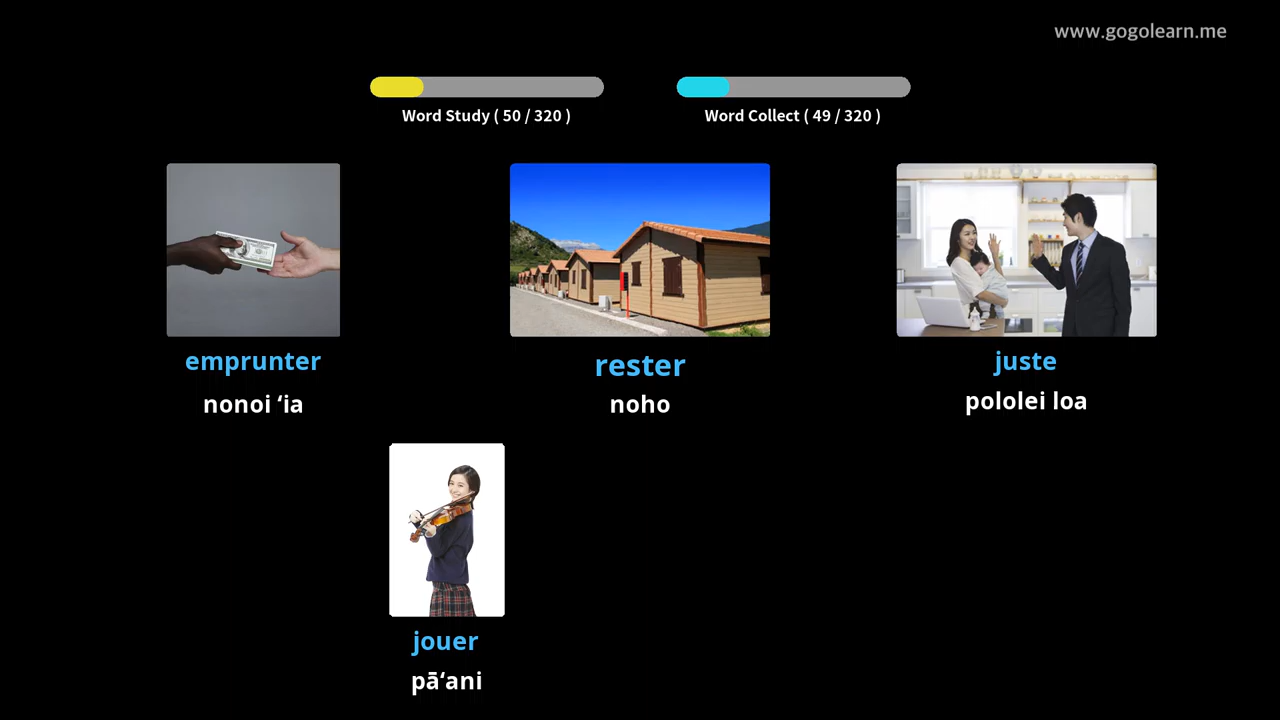 www.gogolearn.me
Word Study ( 50 / 320 )
Word Collect ( 49 / 320 )
emprunter
nonoi ʻia
rester
noho
juste
pololei loa
jouer
pāʻani